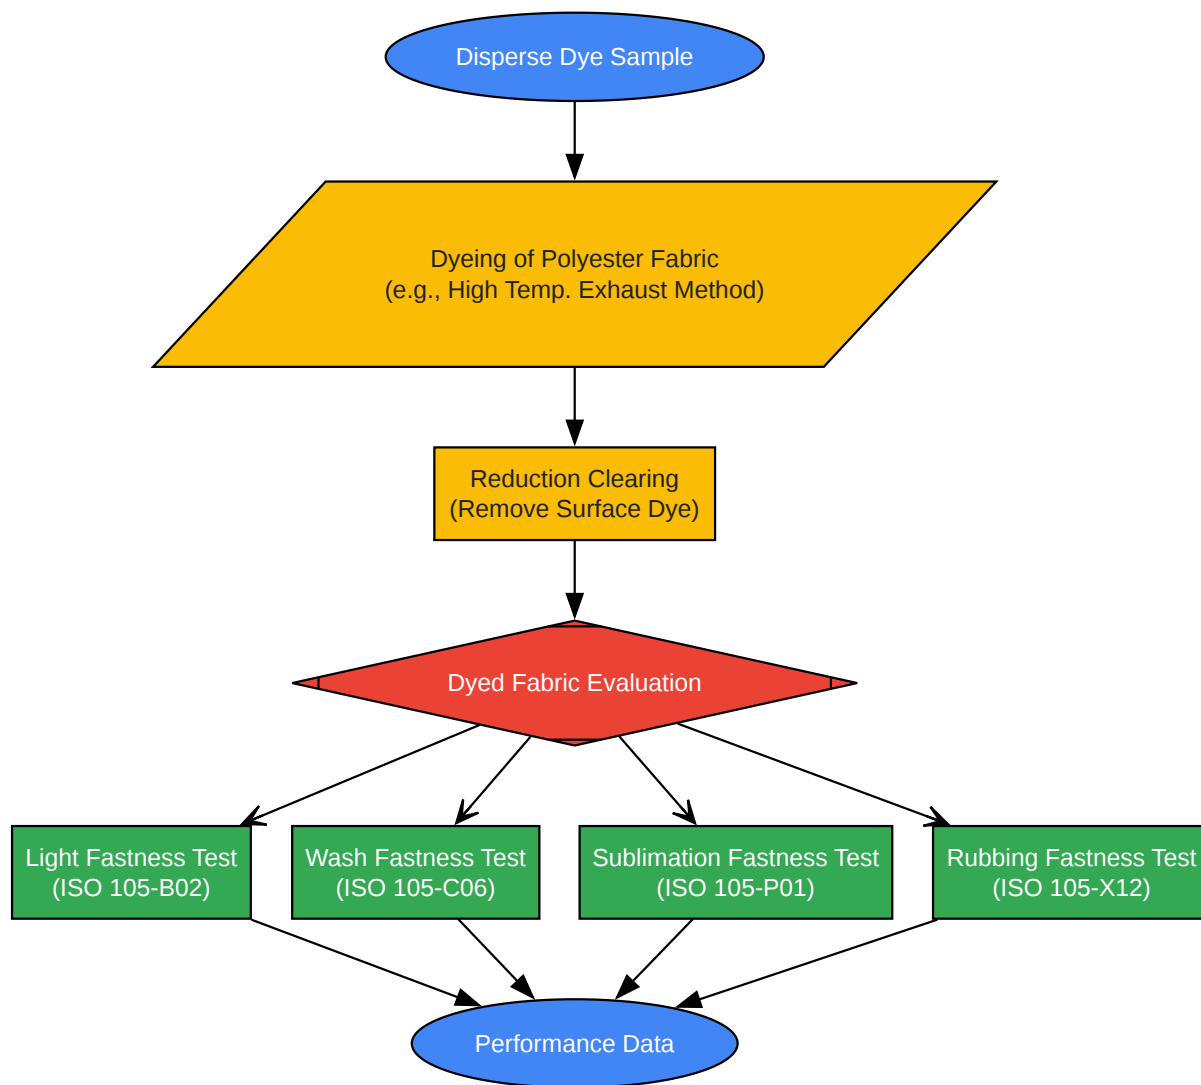 Disperse Dye Sample
Dyeing of Polyester Fabric
(e.g., High Temp. Exhaust Method)
Reduction Clearing
(Remove Surface Dye)
Dyed Fabric Evaluation
Light Fastness Test
(ISO 105-B02)
Wash Fastness Test
(ISO 105-C06)
Sublimation Fastness Test
(ISO 105-P01)
Rubbing Fastness Test
(ISO 105-X12)
Performance Data